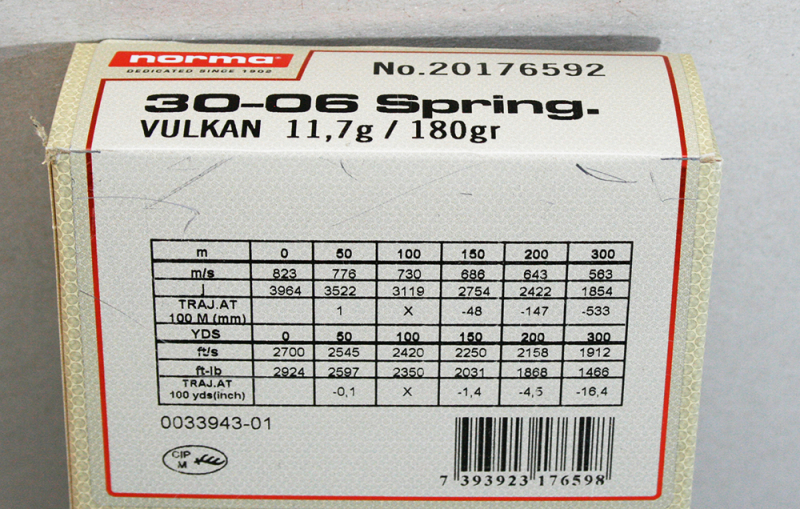 norma
DEDICATED SINCE 1902
No.20176592
30-06 Spring.
VULKAN 11,7g / 180gr
m 0 50 100 150 200 300
m/s 823 776 730 686 643 563
j 3964 3522 3119 2754 2422 1854
TRAJ.AT
100 M (mm) 1 X -48 -147 -533
YDS 0 50 100 150 200 300
ft/s 2700 2545 2420 2250 2158 1912
ft-lb 2924 2597 2350 2031 1868 1466
TRAJ.AT
100 yds(inch) -0,1 X -1,4 -4,5 -16,4
0033943-01
CIP
M
7 393923 176598